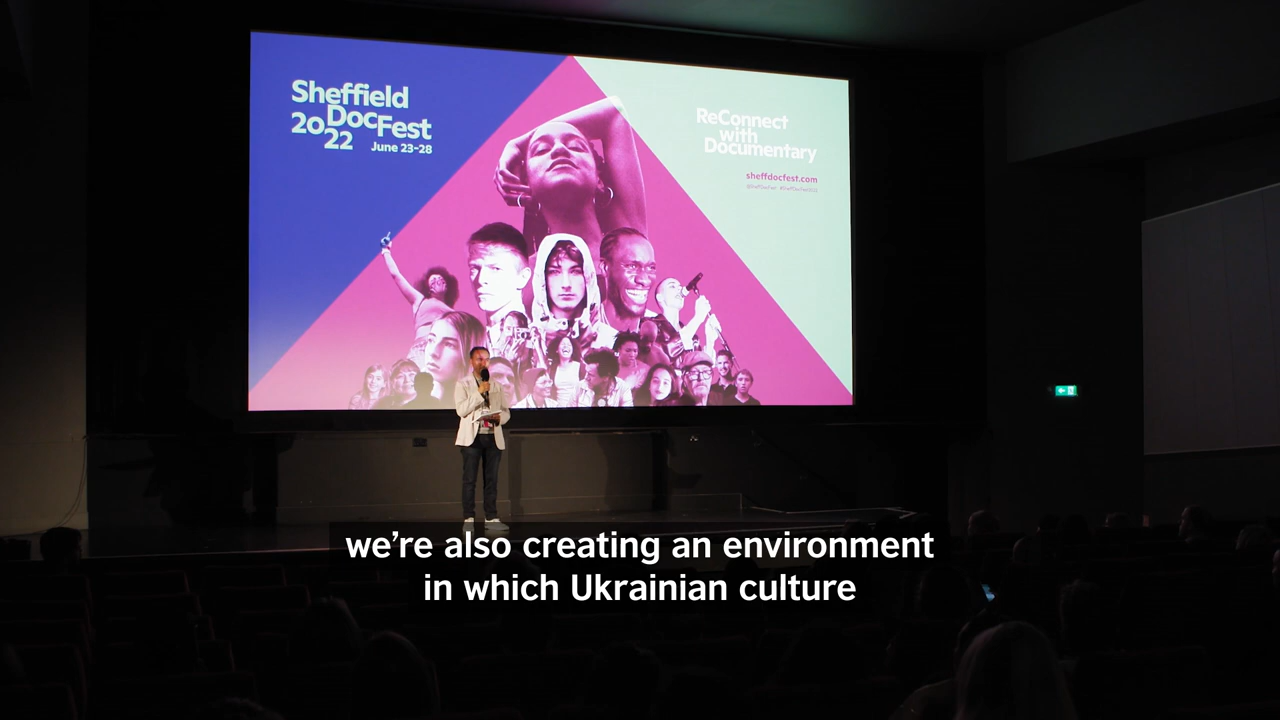 Sheffield
DocFest
2022
June 23-28
ReConnect
with
Documentary
sheffdocfest.com
we're also creating an environment
in which Ukrainian culture